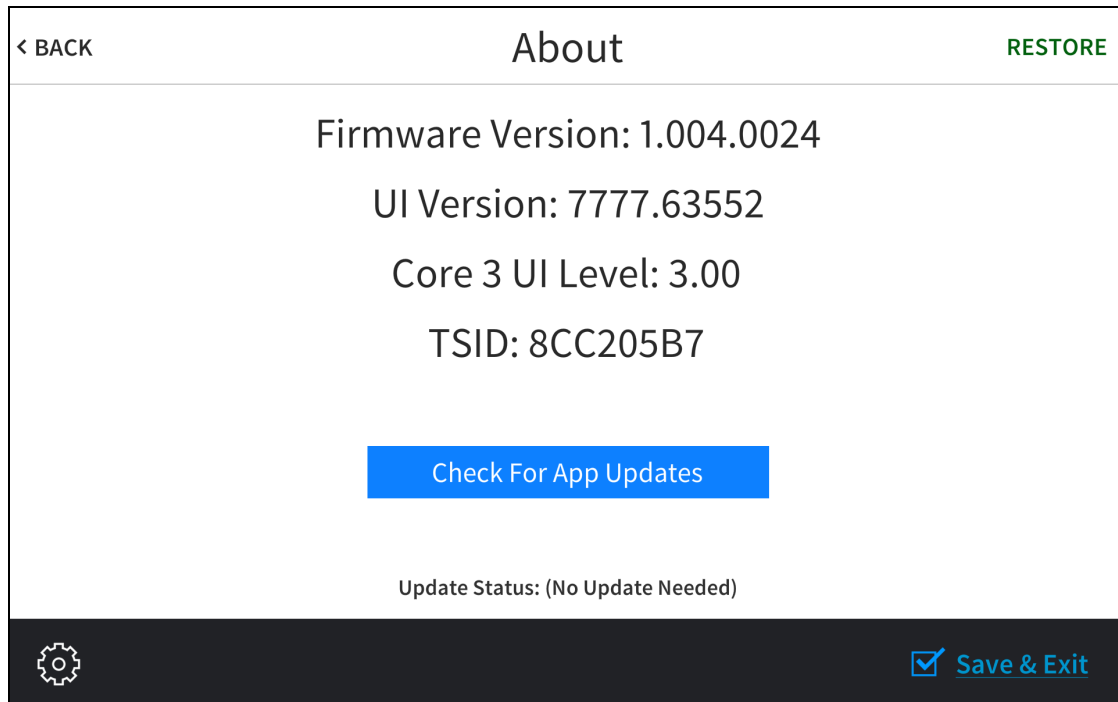 < BACK
About
RESTORE
Firmware Version: 1.004.0024
UI Version: 7777.63552
Core 3 UI Level: 3.00
TSID: 8CC205B7
Check For App Updates
Update Status: (No Update Needed)
Save & Exit